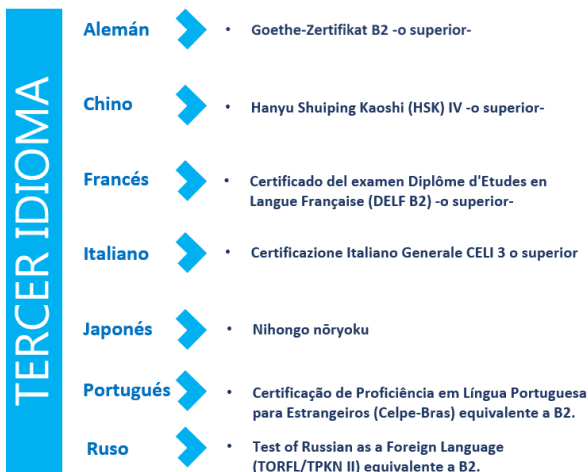 TERCER IDIOMA
Alemán
• Goethe-Zertifikat B2 -o superior-
Chino
• Hanyu Shuiping Kaoshi (HSK) IV -o superior-
Francés
• Certificado del examen Diplôme d'Etudes en
Langue Française (DELF B2) -o superior-
Italiano
• Certificazione Italiano Generale CELI 3 o superior
Japonés
• Nihongo nōryoku
Portugués
• Certificação de Proficiência em Língua Portuguesa
para Estrangeiros (Celpe-Bras) equivalente a B2.
Ruso
• Test of Russian as a Foreign Language
(TORFL/TPKN II) equivalente a B2.